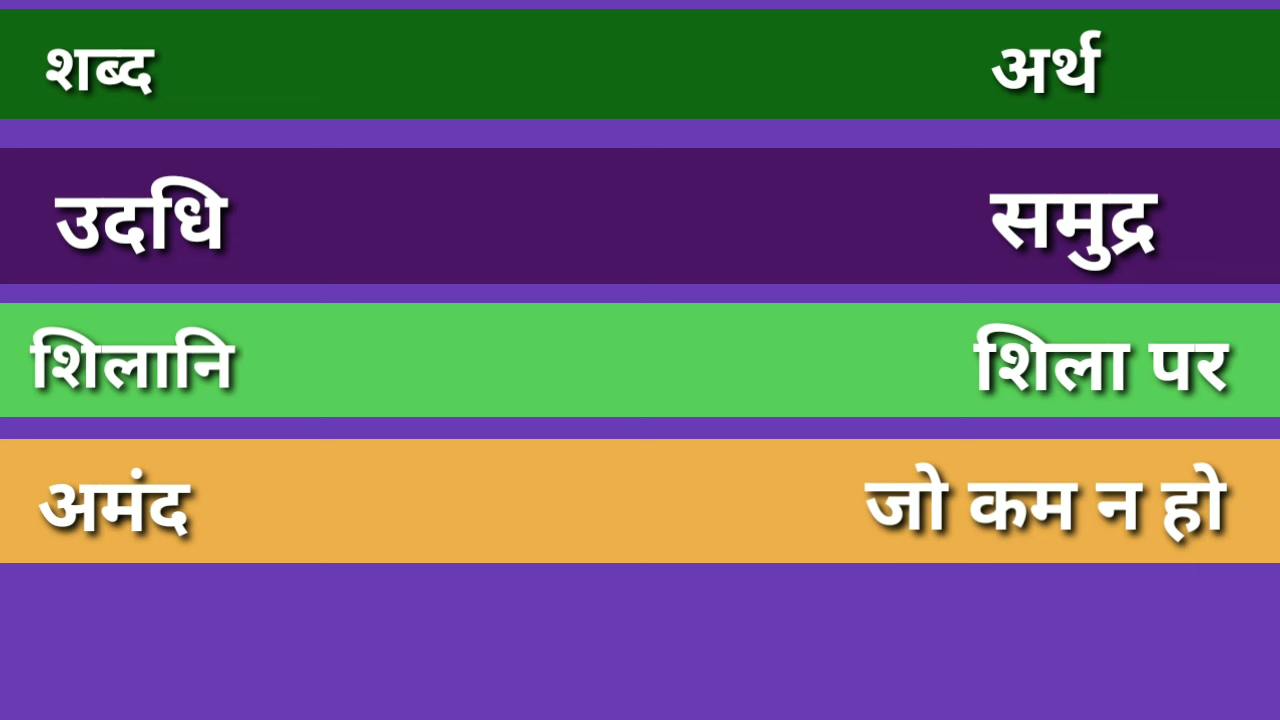 शब्द अर्थ
उदधि समुद्र
शिलानि शिला पर
अमंद जो कम न हो